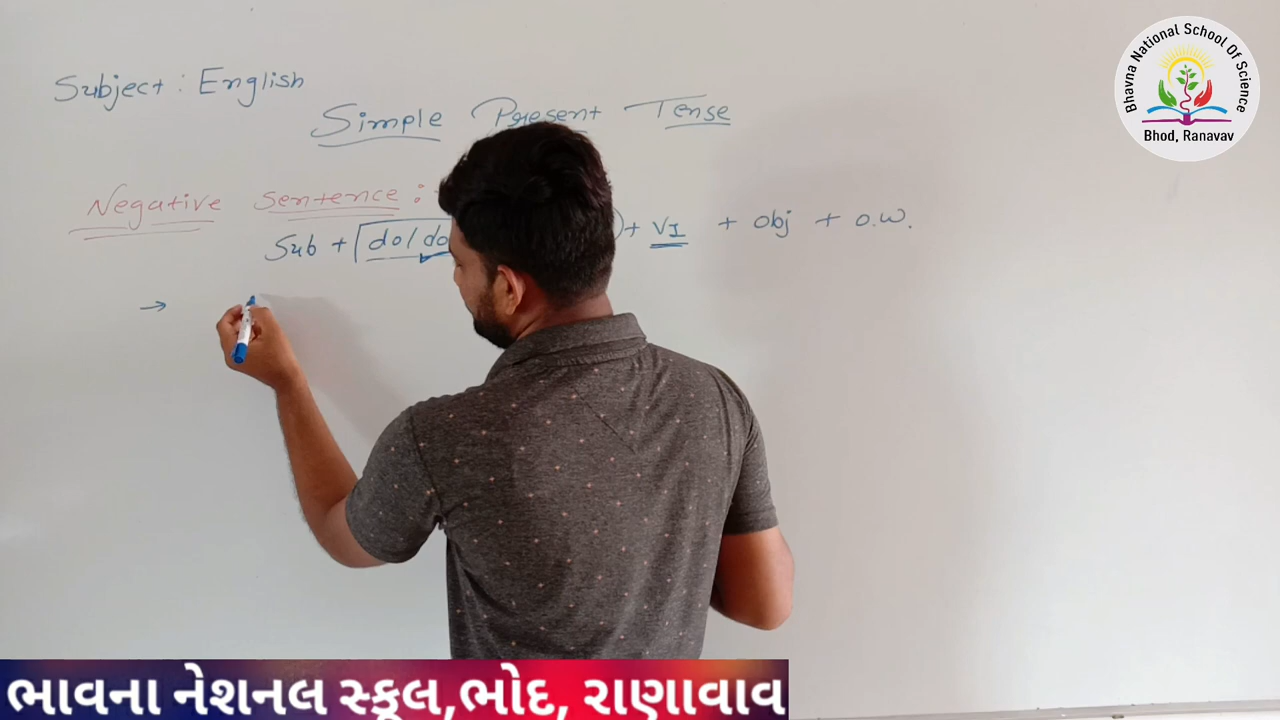 Subject : English
Simple Present Tense
Negative sentence :
Sub + do/do ) + V1 + obj + o.w.
→
Bhavna National School Of Science
Bhod, Ranavav
ભાવના નેશનલ સ્કૂલ,ભોદ, રાણાવાવ